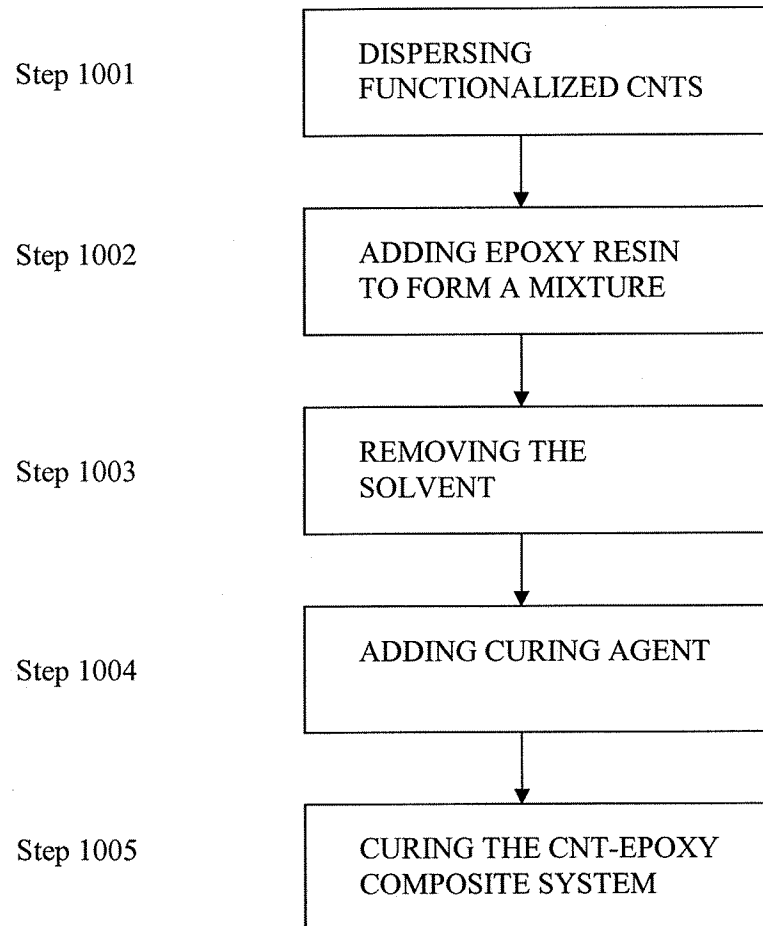 Step 1001
DISPERSING
FUNCTIONALIZED CNTS
Step 1002
ADDING EPOXY RESIN
TO FORM A MIXTURE
Step 1003
REMOVING THE
SOLVENT
Step 1004
ADDING CURING AGENT
Step 1005
CURING THE CNT-EPOXY
COMPOSITE SYSTEM